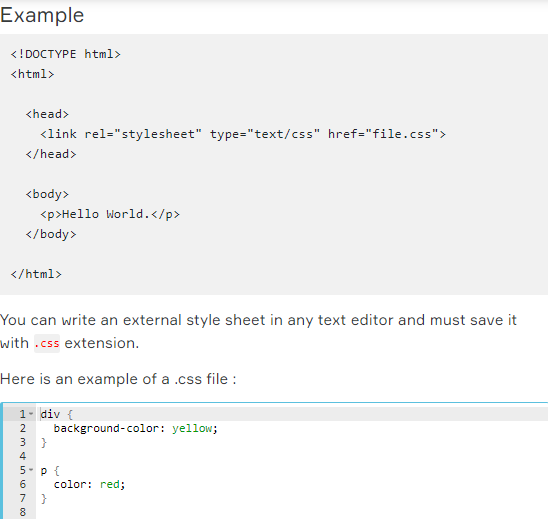 Example
<!DOCTYPE html>
<html>
<head>
<link rel="stylesheet" type="text/css" href="file.css">
</head>
<body>
<p>Hello World.</p>
</body>
</html>
You can write an external style sheet in any text editor and must save it
with .css extension.
Here is an example of a .css file :
1 div {
2 background-color: yellow;
3 }
4
5 p {
6 color: red;
7 }
8